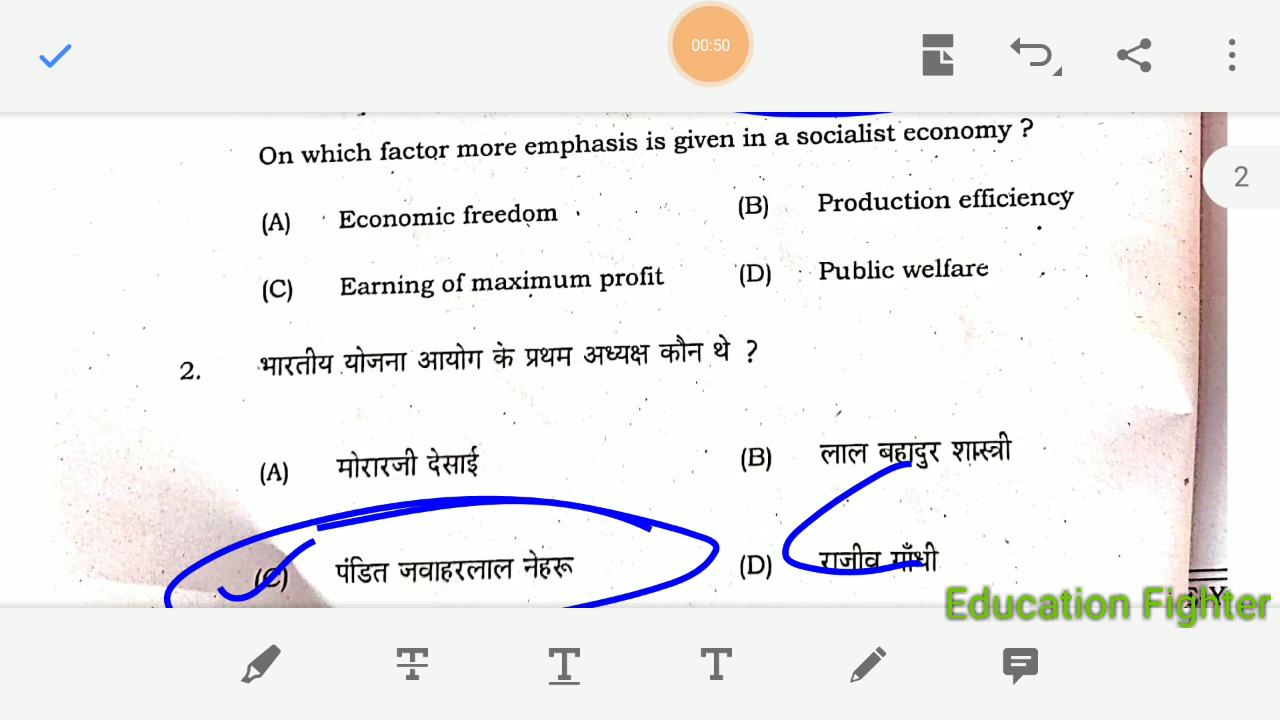 00:50
On which factor more emphasis is given in a socialist economy ?
2
(A) Economic freedom (B) Production efficiency
(C) Earning of maximum profit (D) Public welfare
2. भारतीय योजना आयोग के प्रथम अध्यक्ष कौन थे ?
(A) मोरारजी देसाई (B) लाल बहादुर शास्त्री
(C) पंडित जवाहरलाल नेहरू (D) राजीव गाँधी
Education Fighter